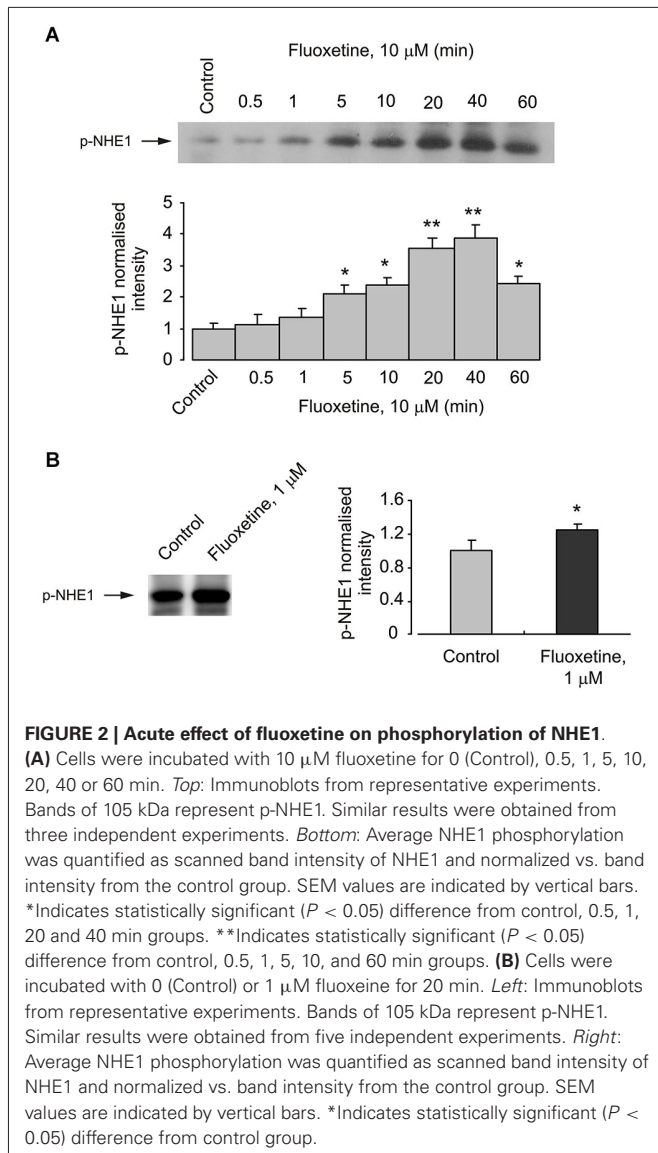 A
Fluoxetine, 10 μM (min)
Control
0.5 1 5 10 20 40 60
p-NHE1
p-NHE1 normalised
intensity
5
4
3
2
1
0
* * ** ** *
Control 0.5 1 5 10 20 40 60
Fluoxetine, 10 μM (min)
B
Control
Fluoxetine, 1 μM
p-NHE1
p-NHE1 normalised
intensity
1.6
1.2
0.8
0.4
0
*
Control Fluoxetine,
1 μM
FIGURE 2 | Acute effect of fluoxetine on phosphorylation of NHE1.
(A) Cells were incubated with 10 μM fluoxetine for 0 (Control), 0.5, 1, 5, 10,
20, 40 or 60 min. Top: Immunoblots from representative experiments.
Bands of 105 kDa represent p-NHE1. Similar results were obtained from
three independent experiments. Bottom: Average NHE1 phosphorylation
was quantified as scanned band intensity of NHE1 and normalized vs. band
intensity from the control group. SEM values are indicated by vertical bars.
*Indicates statistically significant (P < 0.05) difference from control, 0.5, 1,
20 and 40 min groups. **Indicates statistically significant (P < 0.05)
difference from control, 0.5, 1, 5, 10, and 60 min groups. (B) Cells were
incubated with 0 (Control) or 1 μM fluoxeine for 20 min. Left: Immunoblots
from representative experiments. Bands of 105 kDa represent p-NHE1.
Similar results were obtained from five independent experiments. Right:
Average NHE1 phosphorylation was quantified as scanned band intensity of
NHE1 and normalized vs. band intensity from the control group. SEM
values are indicated by vertical bars. *Indicates statistically significant (P <
0.05) difference from control group.